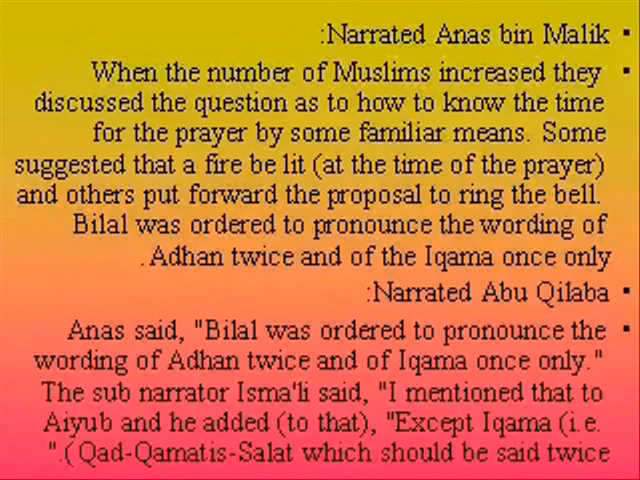 :Narrated Anas bin Malik
When the number of Muslims increased they
discussed the question as to how to know the time
for the prayer by some familiar means. Some
suggested that a fire be lit (at the time of the prayer)
and others put forward the proposal to ring the bell.
Bilal was ordered to pronounce the wording of
.Adhan twice and of the Iqama once only
:Narrated Abu Qilaba
Anas said, "Bilal was ordered to pronounce the
wording of Adhan twice and of Iqama once only."
The sub narrator Isma'li said, "I mentioned that to
Aiyub and he added (to that), "Except Iqama (i.e.
".(Qad-Qamatis-Salat which should be said twice